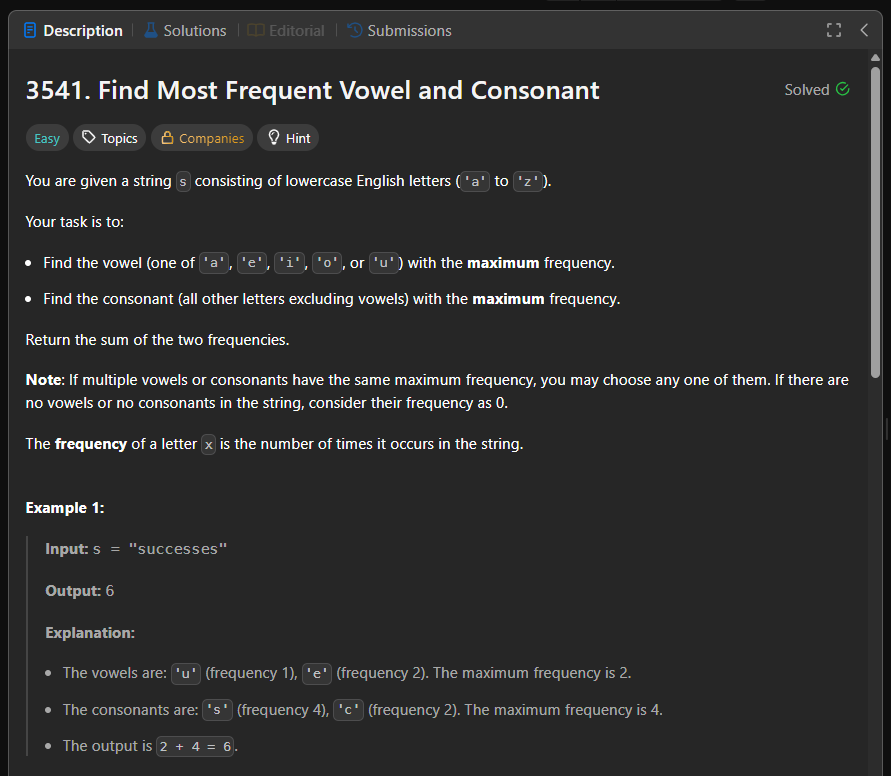 Description | Solutions | Editorial | Submissions
3541. Find Most Frequent Vowel and Consonant
Solved
Easy Topics Companies Hint
You are given a string s consisting of lowercase English letters ('a' to 'z').
Your task is to:
• Find the vowel (one of 'a', 'e', 'i', 'o', or 'u') with the maximum frequency.
• Find the consonant (all other letters excluding vowels) with the maximum frequency.
Return the sum of the two frequencies.
Note: If multiple vowels or consonants have the same maximum frequency, you may choose any one of them. If there are
no vowels or no consonants in the string, consider their frequency as 0.
The frequency of a letter x is the number of times it occurs in the string.
Example 1:
Input: s = "successes"
Output: 6
Explanation:
• The vowels are: 'u' (frequency 1), 'e' (frequency 2). The maximum frequency is 2.
• The consonants are: 's' (frequency 4), 'c' (frequency 2). The maximum frequency is 4.
• The output is 2 + 4 = 6.